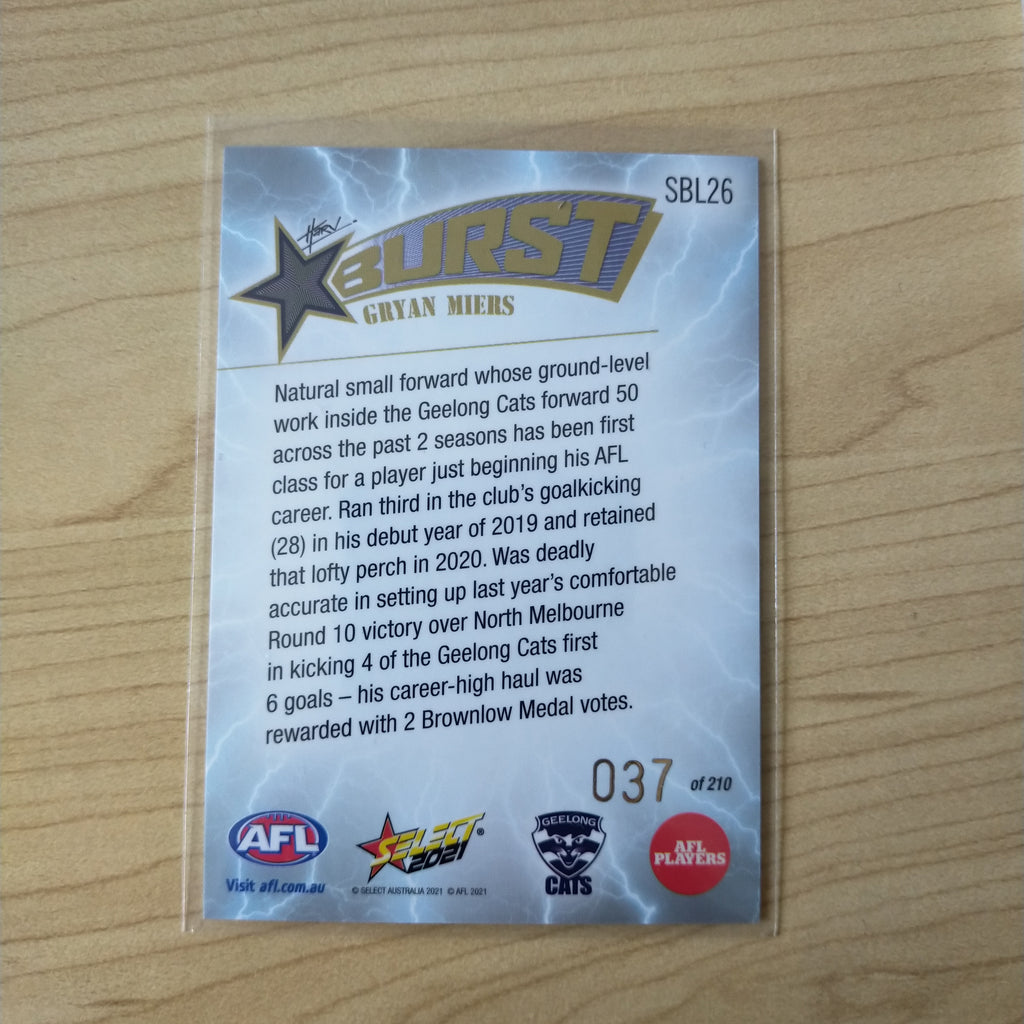 SBL26
HERV
BURST
GRYAN MIERS
Natural small forward whose ground-level
work inside the Geelong Cats forward 50
across the past 2 seasons has been first
class for a player just beginning his AFL
career. Ran third in the club's goalkicking
(28) in his debut year of 2019 and retained
that lofty perch in 2020. Was deadly
accurate in setting up last year's comfortable
Round 10 victory over North Melbourne
in kicking 4 of the Geelong Cats first
6 goals – his career-high haul was
rewarded with 2 Brownlow Medal votes.
037 of 210
AFL
Visit afl.com.au
SELECT®
2021
© SELECT AUSTRALIA 2021 © AFL 2021
GEELONG
CATS
AFL
PLAYERS